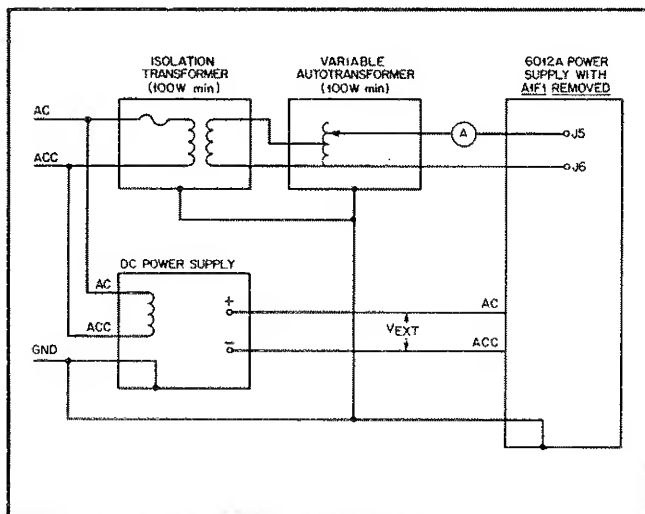 ISOLATION
TRANSFORMER
(100W min)
VARIABLE
AUTOTRANSFORMER
(100W min)
6012A POWER
SUPPLY WITH
A1F1 REMOVED
AC
ACC
A
J5
J6
DC POWER SUPPLY
AC
ACC
+
-
VEXT
AC
ACC
GND